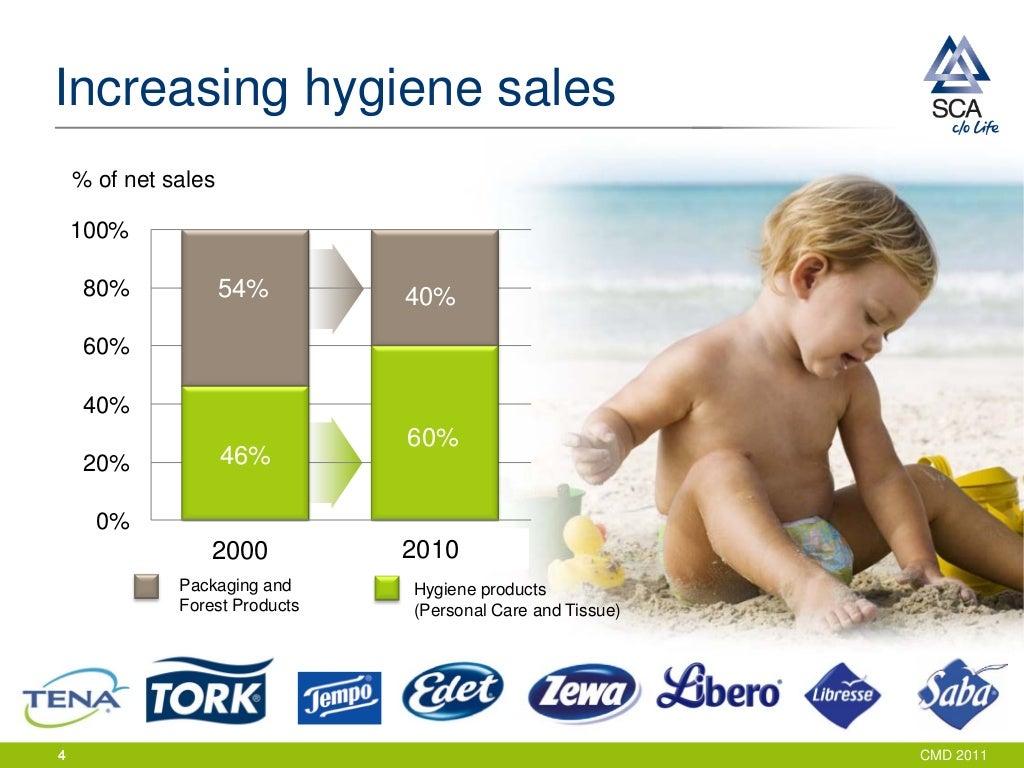 Increasing hygiene sales
SCA
c/o Life
% of net sales
100%
80%
60%
40%
20%
0%
54%
40%
46%
60%
2000
2010
Packaging and
Forest Products
Hygiene products
(Personal Care and Tissue)
TENA
TORK
Tempo
Edet
Zewa
Libero
Libresse
Saba
4
CMD 2011